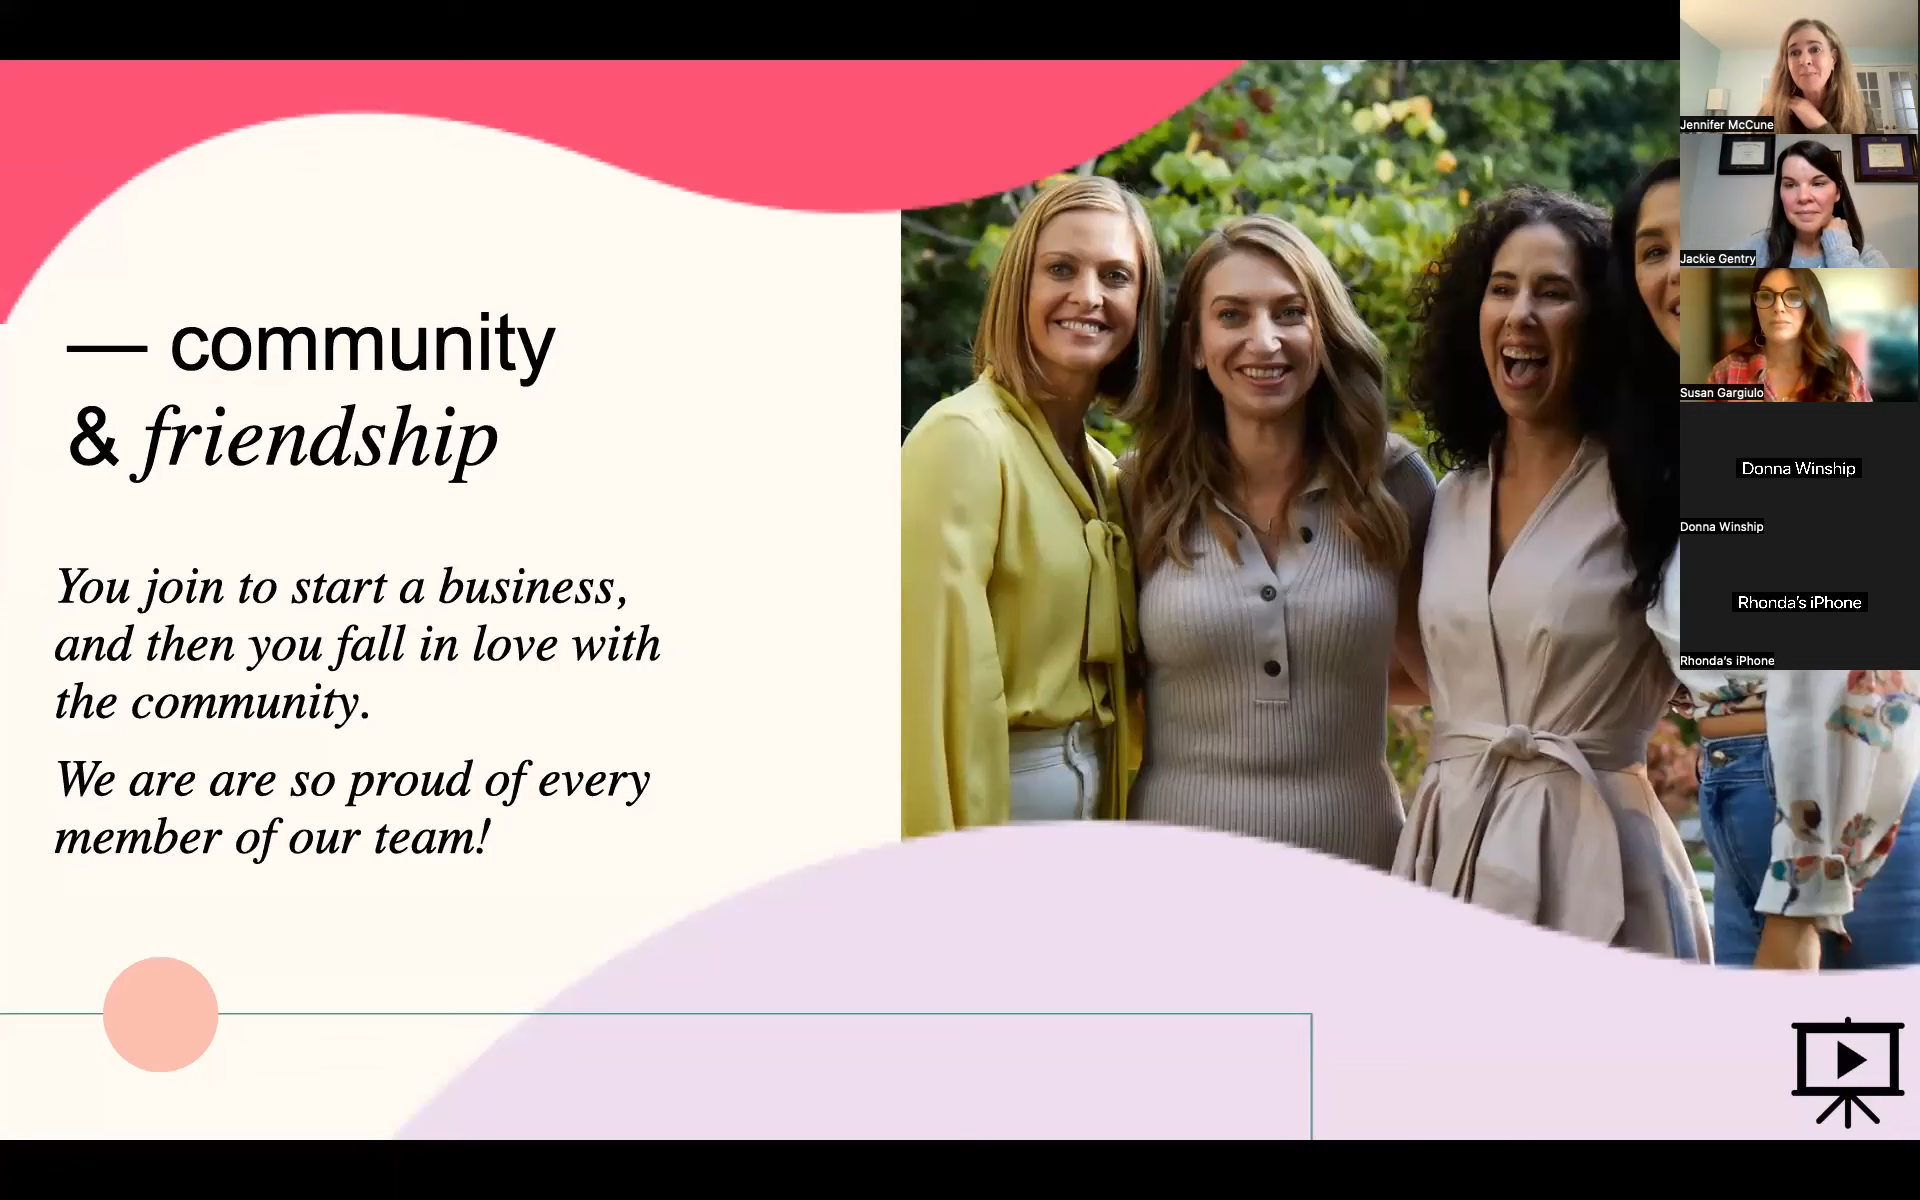 — community
& friendship
You join to start a business,
and then you fall in love with
the community.
We are are so proud of every
member of our team!
Jennifer McCune
Jackie Gentry
Susan Gargiulo
Donna Winship
Donna Winship
Rhonda's iPhone
Rhonda's iPhone